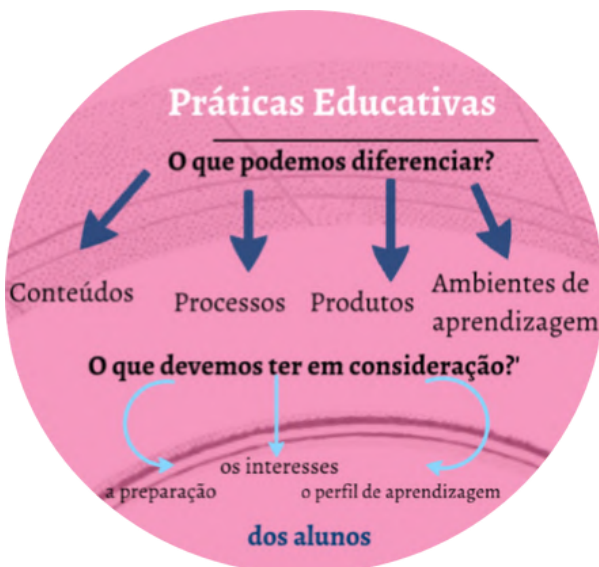 Práticas Educativas
O que podemos diferenciar?
Conteúdos
Processos
Produtos
Ambientes de
aprendizagem
O que devemos ter em consideração?'
a preparação
os interesses
o perfil de aprendizagem
dos alunos